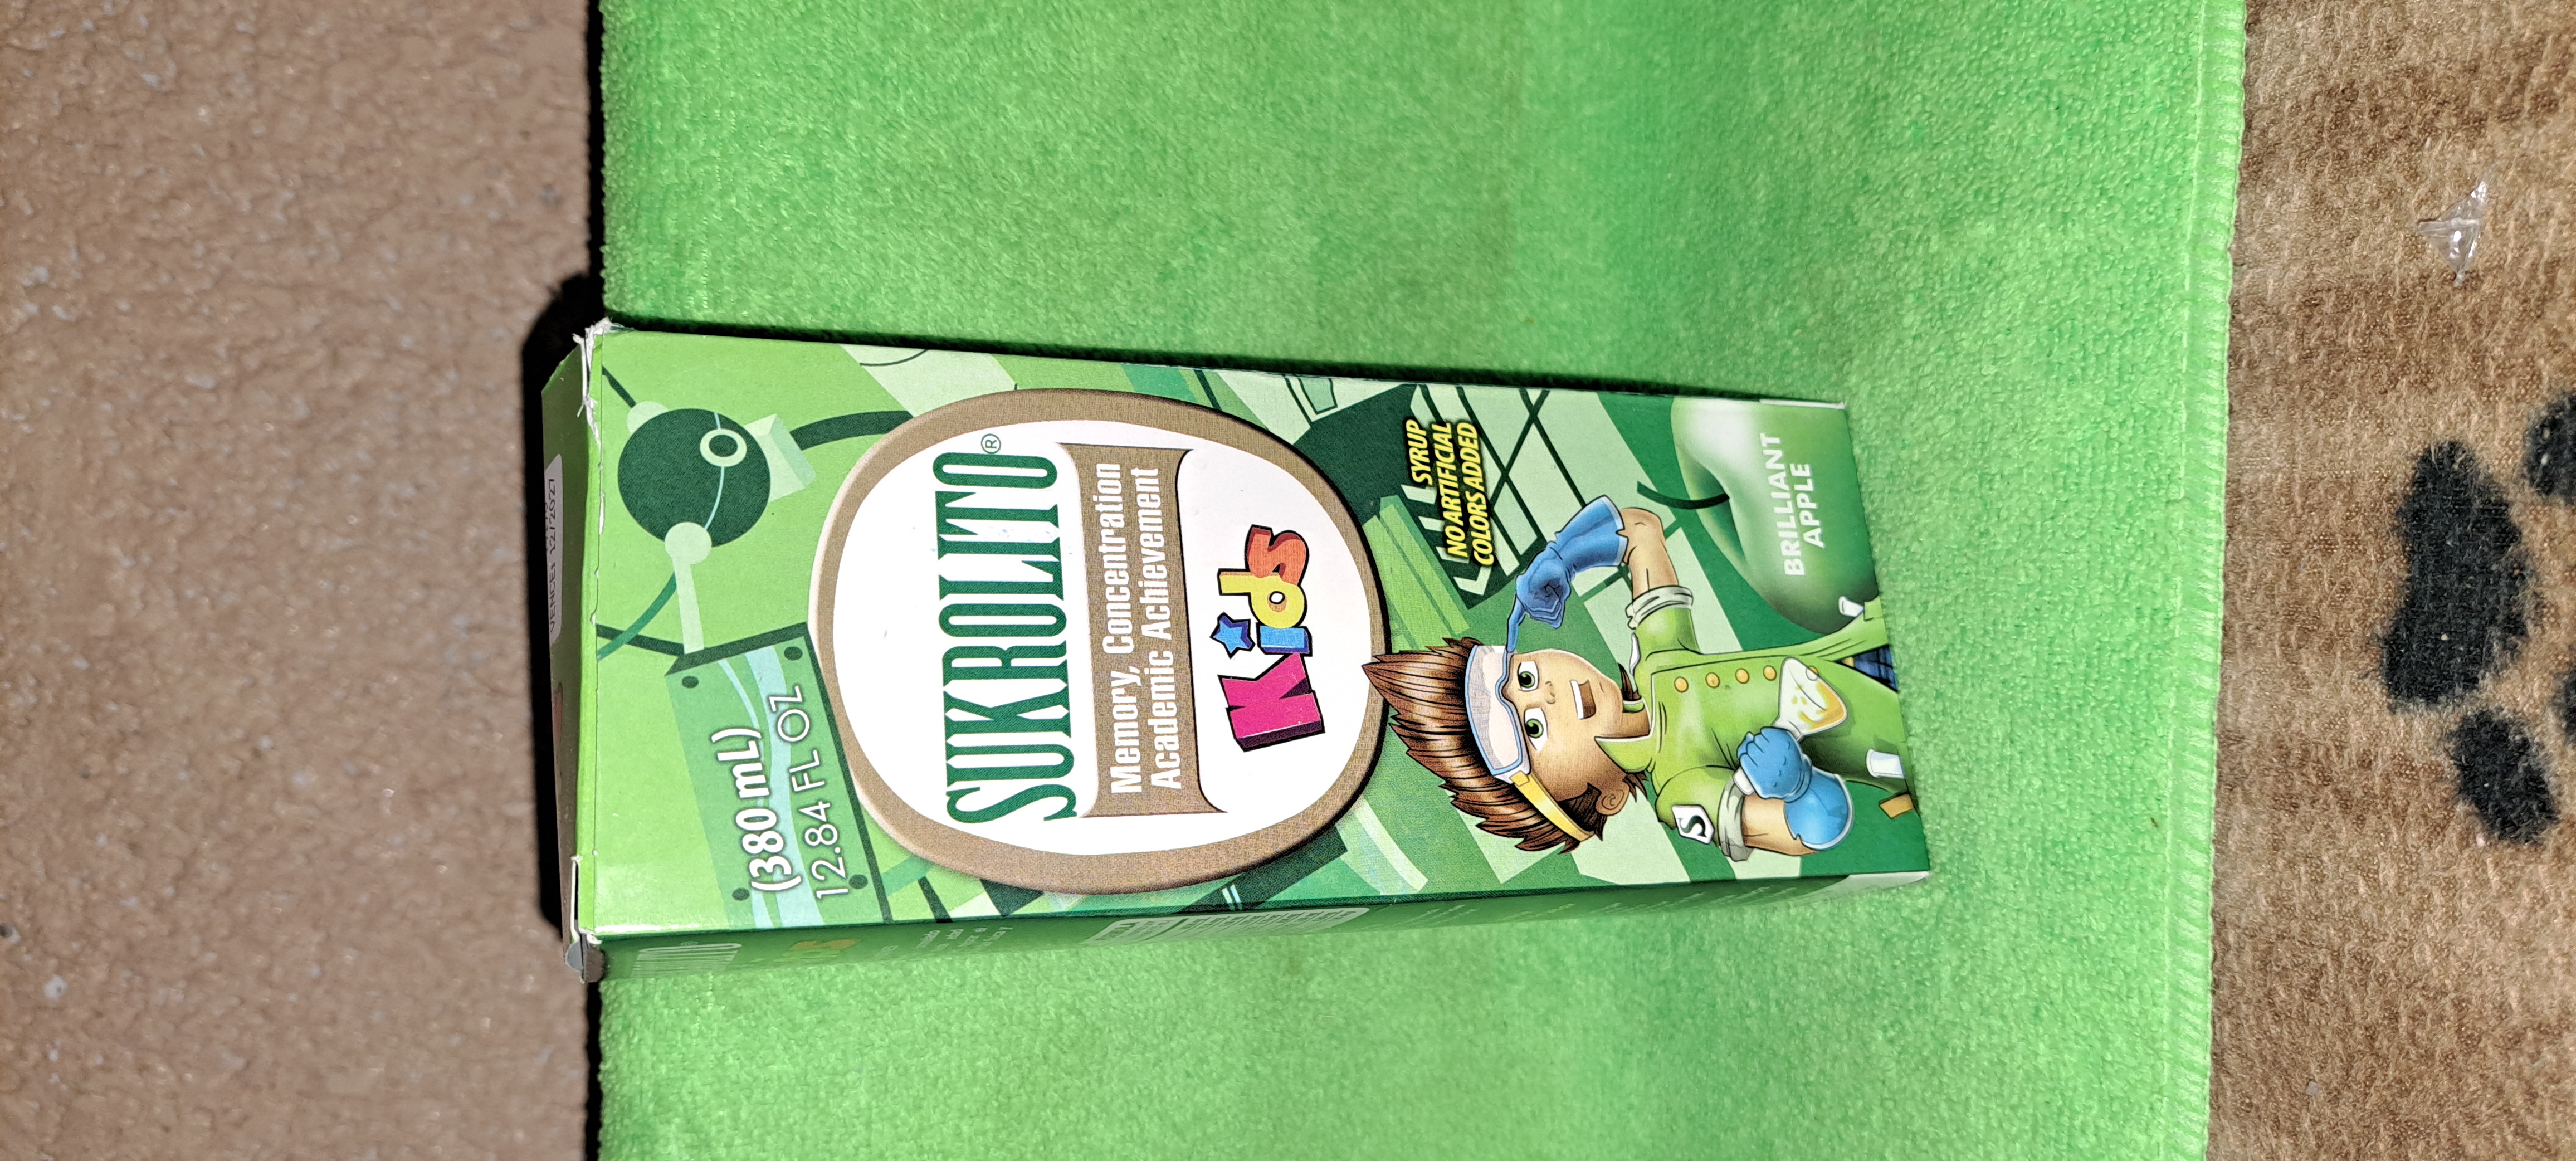 VENCE: 12/2027
(380 mL)
12.84 FL OZ
SUKROLITO®
Memory, Concentration
Academic Achievement
Kids
SYRUP
NO ARTIFICIAL
COLORS ADDED
S
BRILLIANT
APPLE